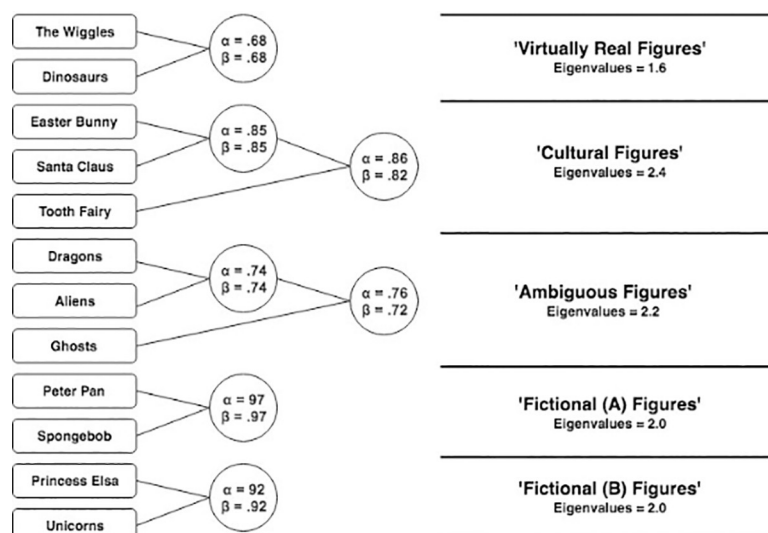 The Wiggles
Dinosaurs
α = .68
β = .68
'Virtually Real Figures'
Eigenvalues = 1.6
Easter Bunny
Santa Claus
Tooth Fairy
α = .85
β = .85
α = .86
β = .82
'Cultural Figures'
Eigenvalues = 2.4
Dragons
Aliens
Ghosts
α = .74
β = .74
α = .76
β = .72
'Ambiguous Figures'
Eigenvalues = 2.2
Peter Pan
Spongebob
α = 97
β = .97
'Fictional (A) Figures'
Eigenvalues = 2.0
Princess Elsa
Unicorns
α = 92
β = .92
'Fictional (B) Figures'
Eigenvalues = 2.0